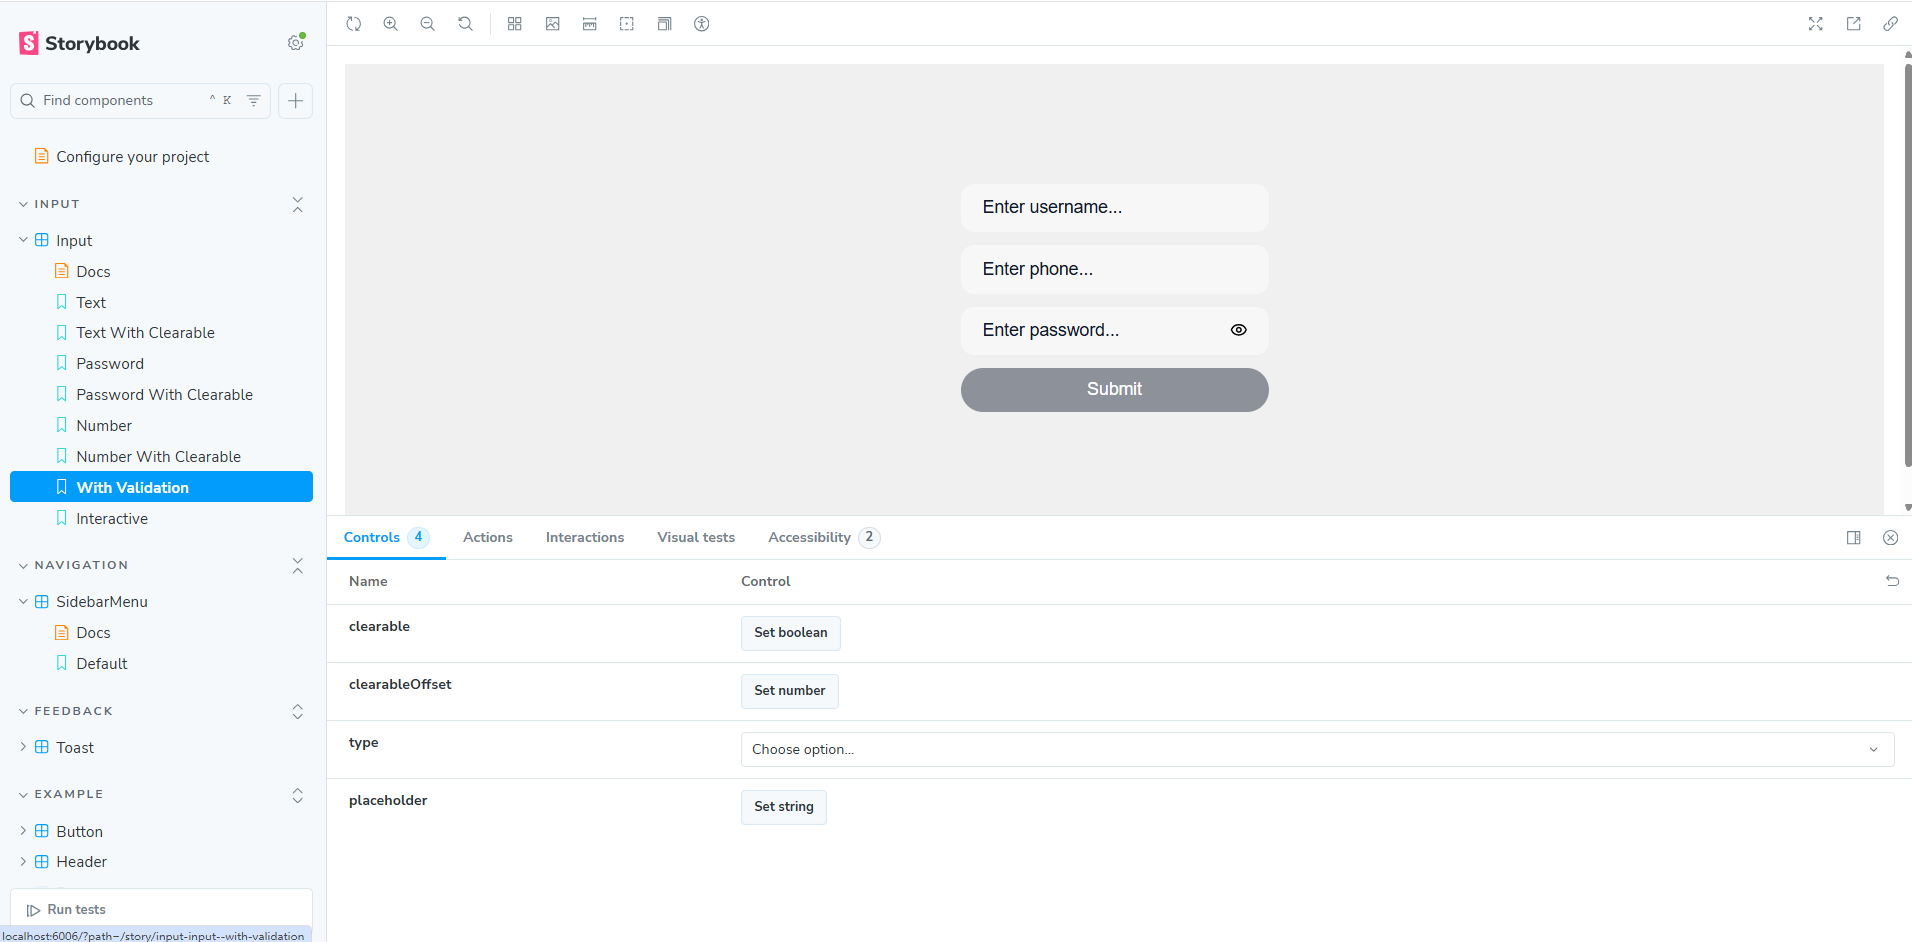 Storybook
Find components
^ K
Configure your project
INPUT
Input
Docs
Text
Text With Clearable
Password
Password With Clearable
Number
Number With Clearable
With Validation
Interactive
NAVIGATION
SidebarMenu
Docs
Default
FEEDBACK
Toast
EXAMPLE
Button
Header
Run tests
localhost:6006/?path=/story/input-input--with-validation
Enter username...
Enter phone...
Enter password...
Submit
Controls 4 Actions Interactions Visual tests Accessibility 2
Name Control
clearable Set boolean
clearableOffset Set number
type Choose option...
placeholder Set string